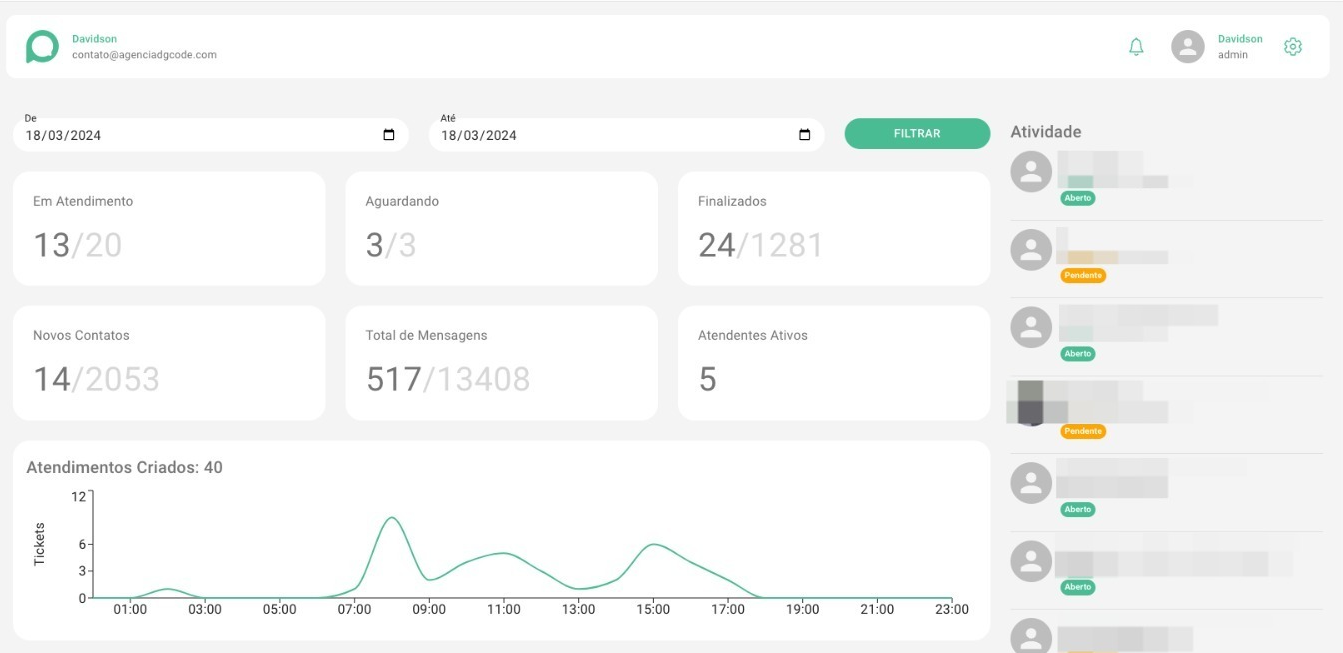 Davidson
contato@agenciadgcode.com
Davidson
admin
De
18/03/2024
Até
18/03/2024
FILTRAR
Em Atendimento
13/20
Aguardando
3/3
Finalizados
24/1281
Novos Contatos
14/2053
Total de Mensagens
517/13408
Atendentes Ativos
5
Atendimentos Criados: 40
Tickets
12
6
3
0
01:00 03:00 05:00 07:00 09:00 11:00 13:00 15:00 17:00 19:00 21:00 23:00
Atividade
Aberto
Pendente
Aberto
Pendente
Aberto
Aberto